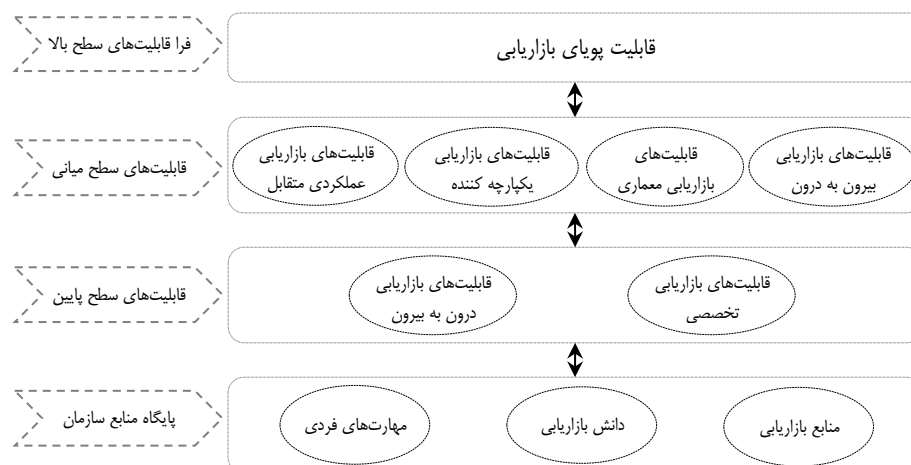 فرا قابلیت‌های سطح بالا
قابلیت پویای بازاریابی
قابلیت‌های سطح میانی
قابلیت‌های بازاریابی
بیرون به درون
قابلیت‌های
بازاریابی معماری
قابلیت‌های بازاریابی
یکپارچه کننده
قابلیت‌های بازاریابی
عملکردی متقابل
قابلیت‌های سطح پایین
قابلیت‌های بازاریابی
تخصصی
قابلیت‌های بازاریابی
درون به بیرون
پایگاه منابع سازمان
منابع بازاریابی
دانش بازاریابی
مهارت‌های فردی